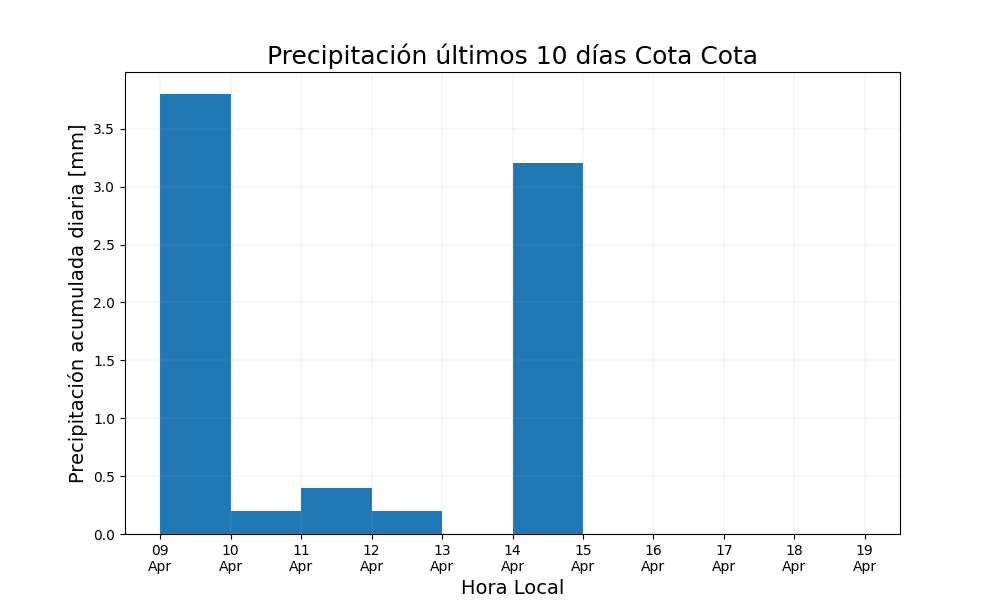 Precipitación últimos 10 días Cota Cota
Precipitación acumulada diaria [mm]
3.5
3.0
2.5
2.0
1.5
1.0
0.5
0.0
09 10 11 12 13 14 15 16 17 18 19
Apr Apr Apr Apr Apr Apr Apr Apr Apr Apr Apr
Hora Local